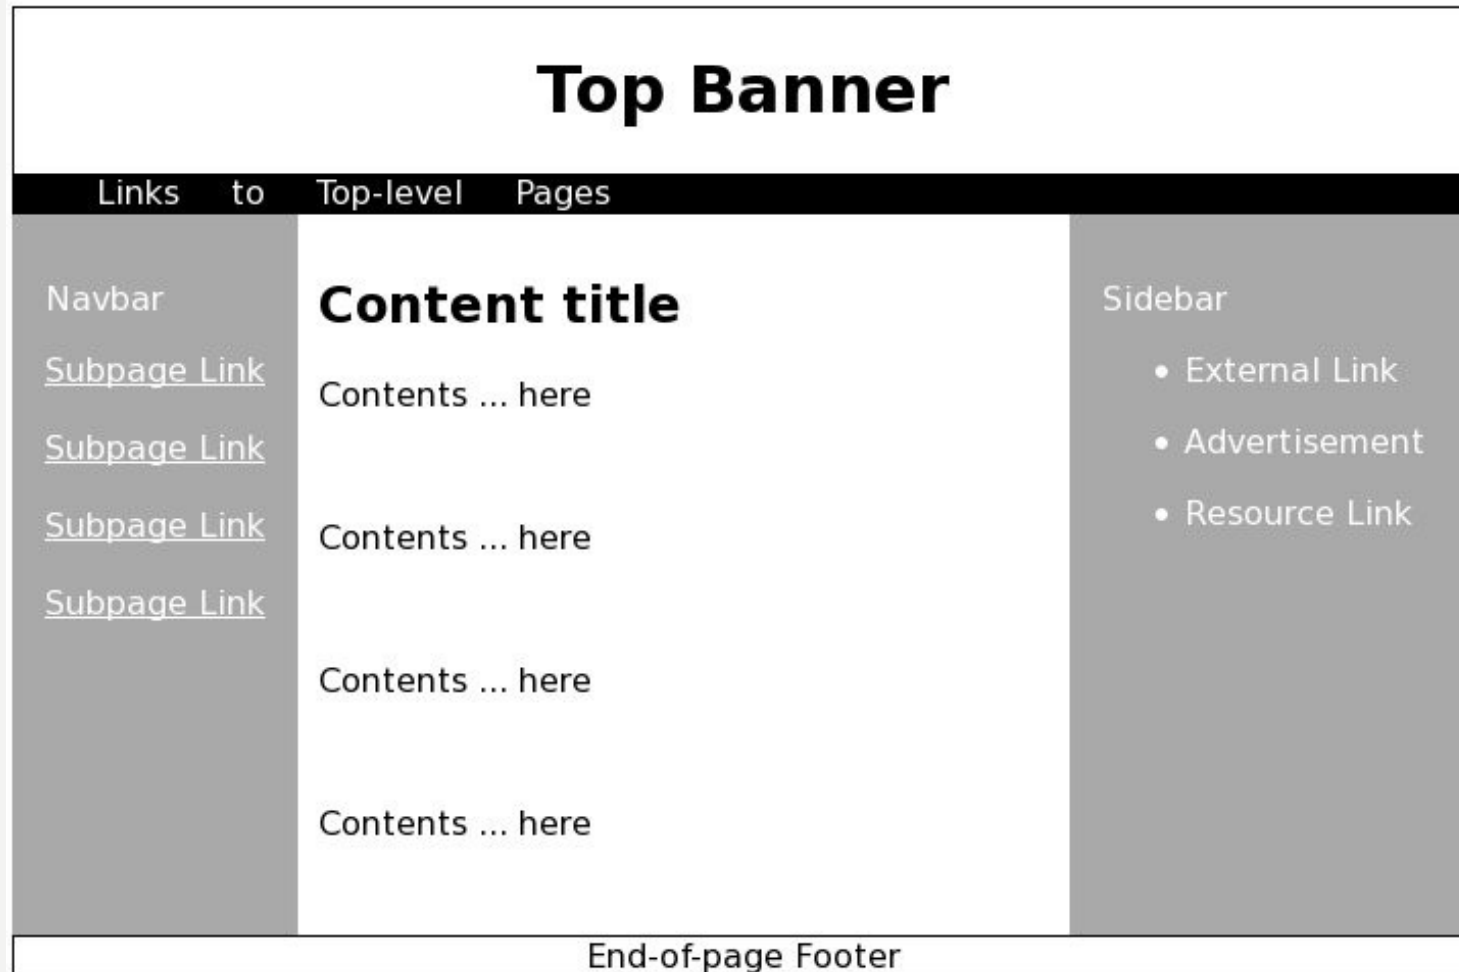 Top Banner
Links to Top-level Pages
Navbar
Subpage Link
Subpage Link
Subpage Link
Subpage Link
Content title
Contents ... here
Contents ... here
Contents ... here
Contents ... here
Sidebar
• External Link
• Advertisement
• Resource Link
End-of-page Footer